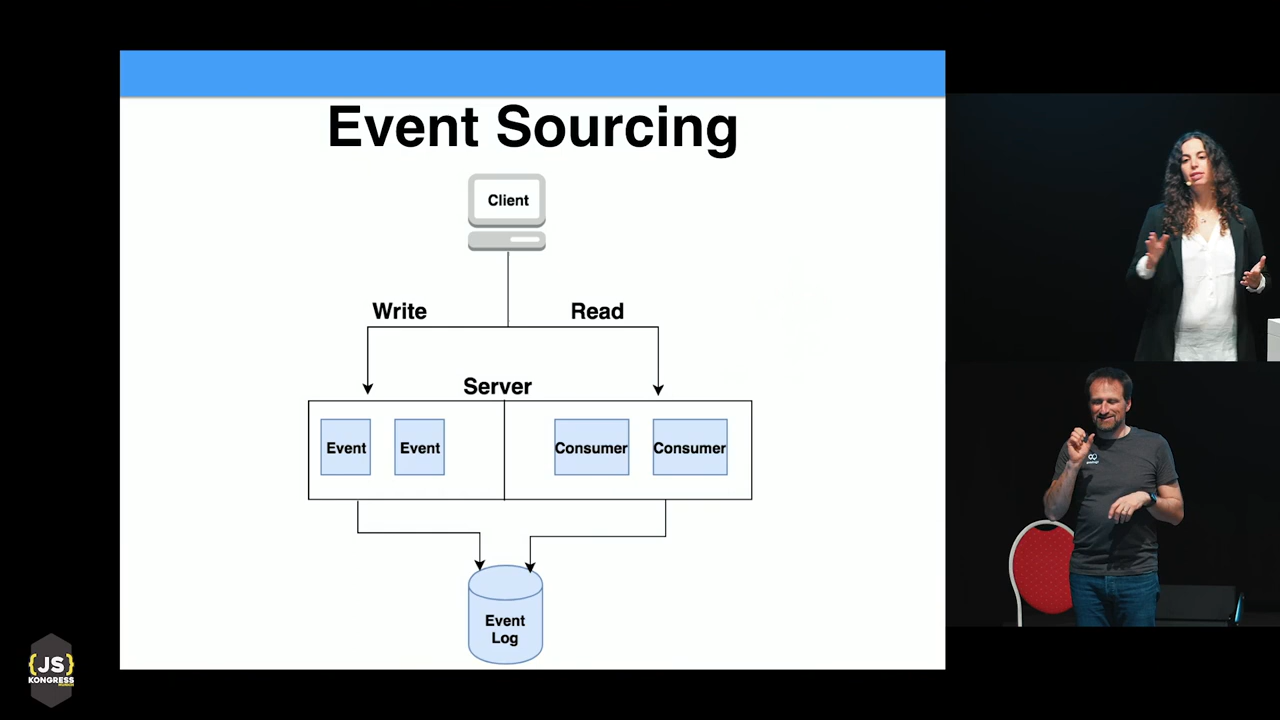 Event Sourcing
Client
Write
Read
Server
Event
Event
Consumer
Consumer
Event
Log
{JS}
KONGRESS